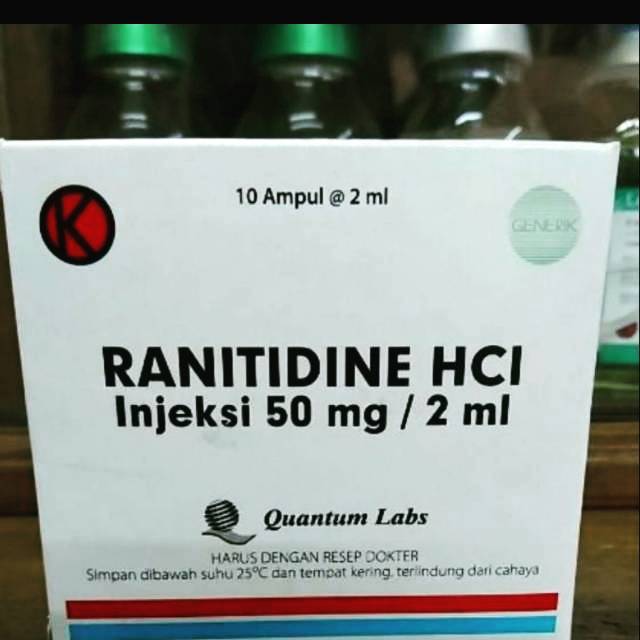 10 Ampul @ 2 ml
K
GENERIK
RANITIDINE HCl
Injeksi 50 mg / 2 ml
Quantum Labs
HARUS DENGAN RESEP DOKTER
Simpan dibawah suhu 25°C dan tempat kering, terlindung dari cahaya